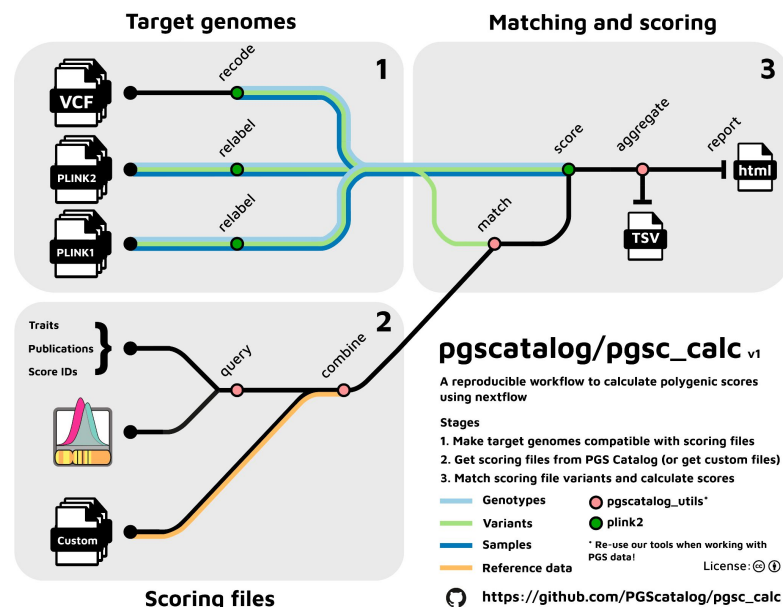 Target genomes
Matching and scoring
1
3
recode
VCF
relabel
PLINK2
relabel
PLINK1
score
aggregate
report
html
match
TSV
2
Traits
Publications
Score IDs
query
combine
Custom
Scoring files
pgscatalog/pgsc_calc v1
A reproducible workflow to calculate polygenic scores
using nextflow
Stages
1. Make target genomes compatible with scoring files
2. Get scoring files from PGS Catalog (or get custom files)
3. Match scoring file variants and calculate scores
Genotypes
pgscatalog_utils*
Variants
plink2
Samples
* Re-use our tools when working with
PGS data!
Reference data
License:
https://github.com/PGScatalog/pgsc_calc